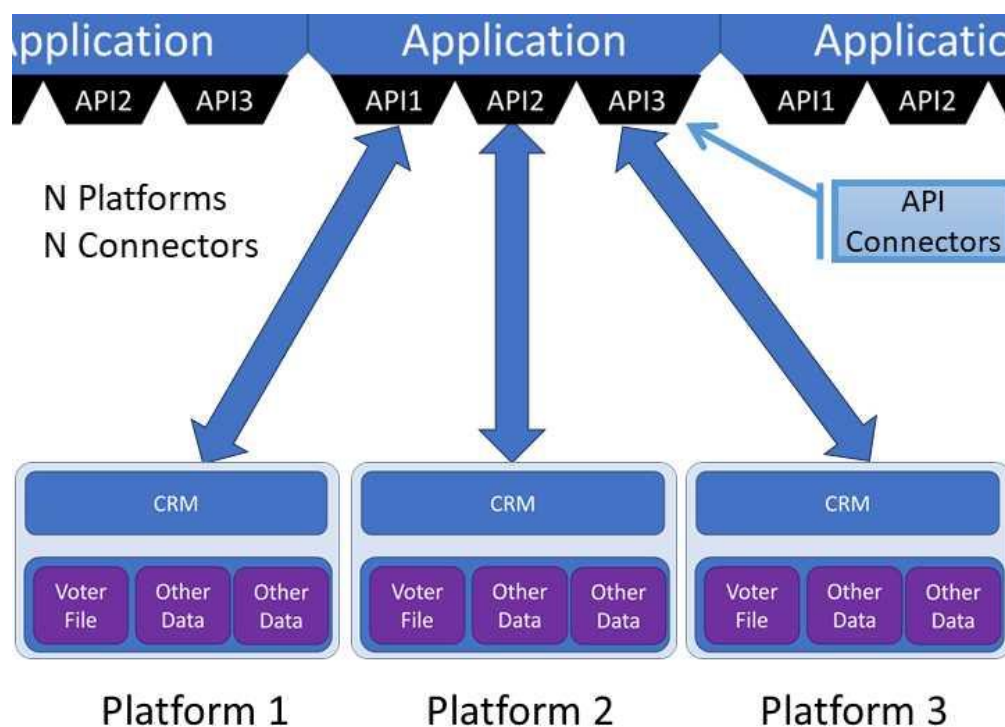 Application Application Applicatio
API2 API3 API1 API2 API3 API1 API2
N Platforms
N Connectors
API
Connectors
CRM CRM CRM
Voter Other Other Voter Other Other Voter Other Other
File Data Data File Data Data File Data Data
Platform 1 Platform 2 Platform 3